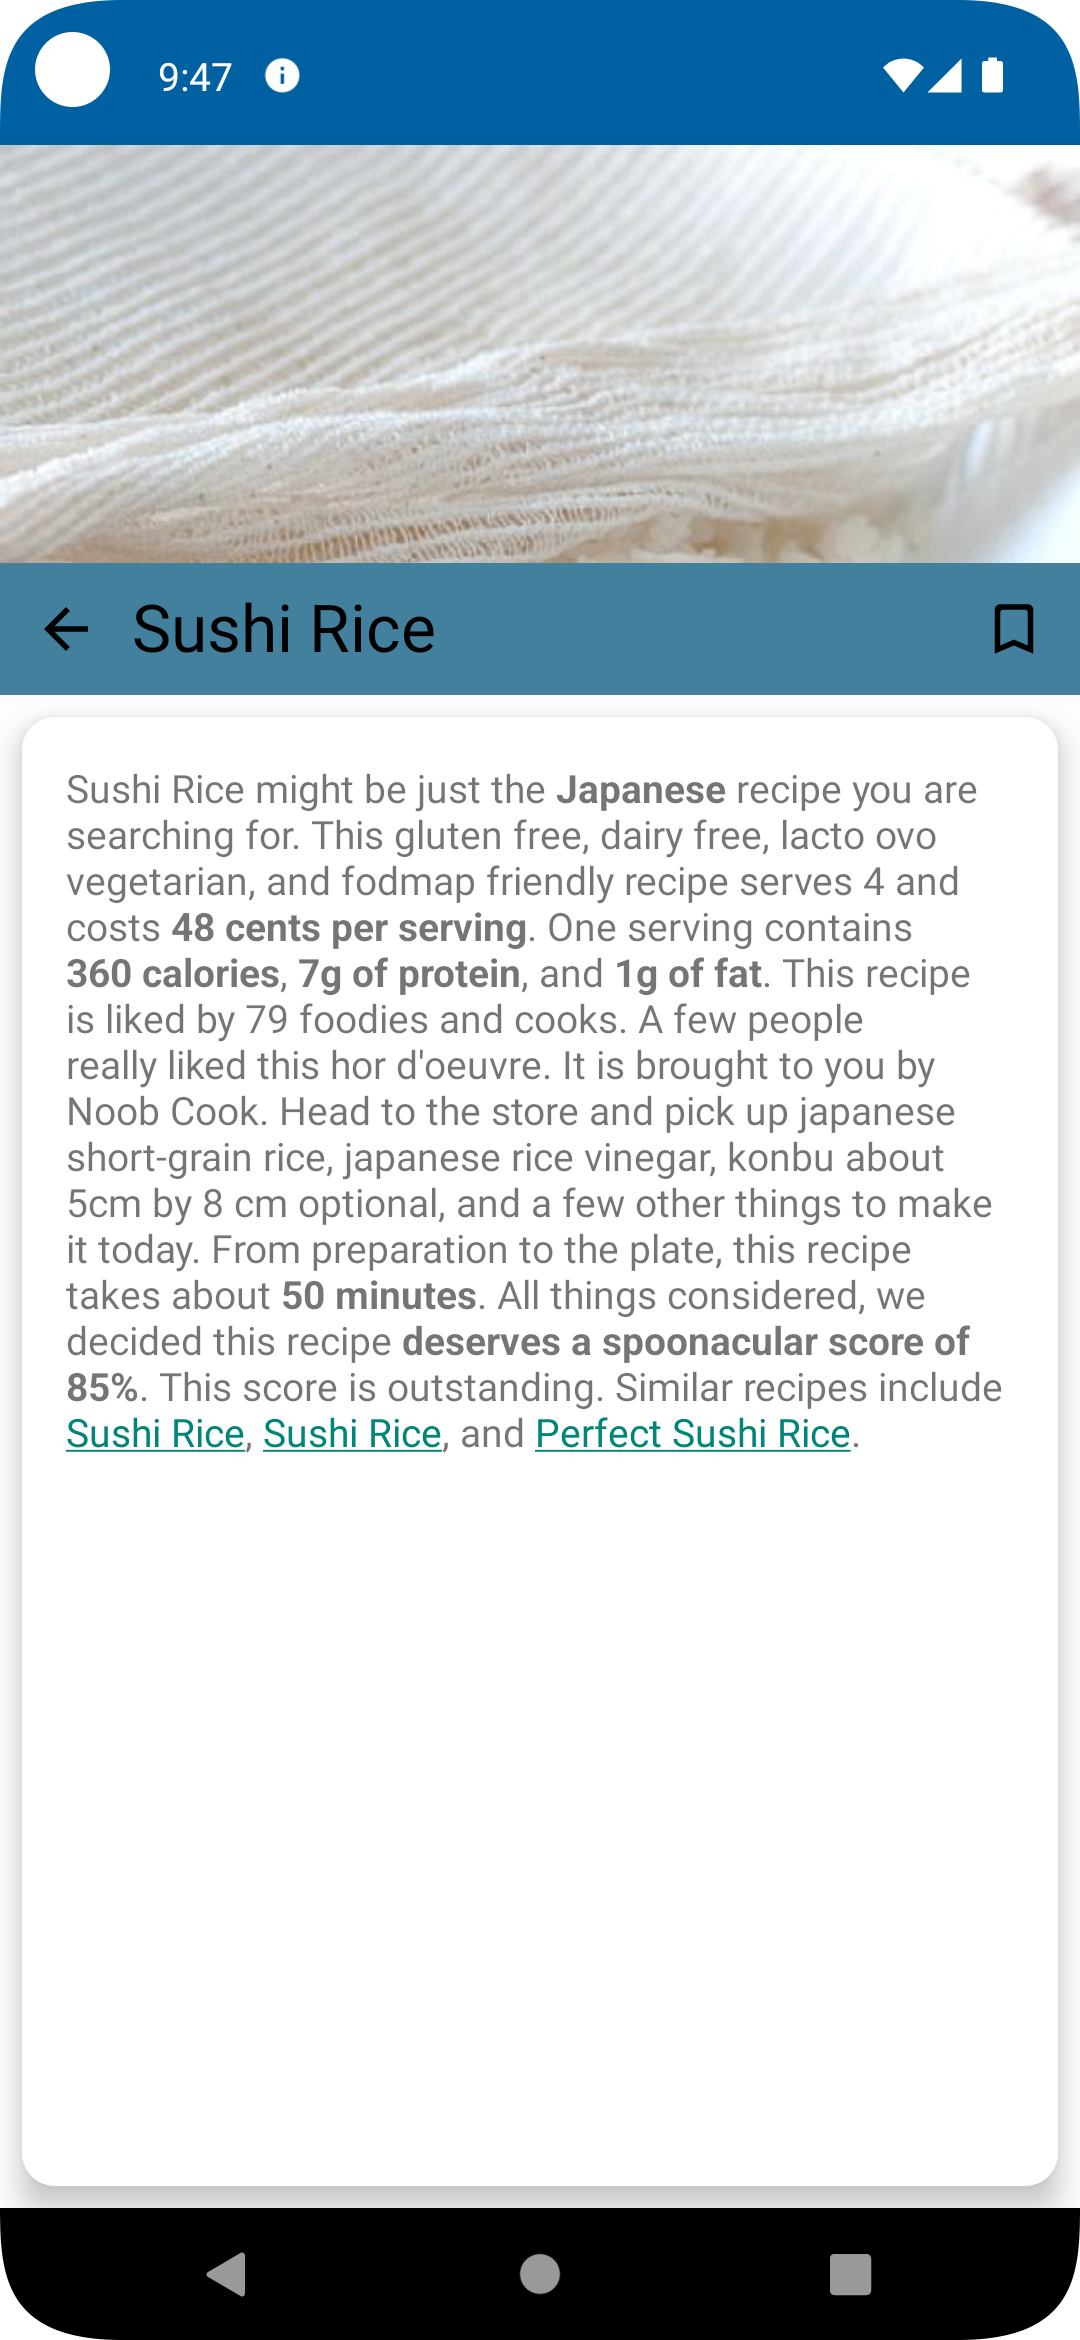 9:47
Sushi Rice
Sushi Rice might be just the Japanese recipe you are
searching for. This gluten free, dairy free, lacto ovo
vegetarian, and fodmap friendly recipe serves 4 and
costs 48 cents per serving. One serving contains
360 calories, 7g of protein, and 1g of fat. This recipe
is liked by 79 foodies and cooks. A few people
really liked this hor d'oeuvre. It is brought to you by
Noob Cook. Head to the store and pick up japanese
short-grain rice, japanese rice vinegar, konbu about
5cm by 8 cm optional, and a few other things to make
it today. From preparation to the plate, this recipe
takes about 50 minutes. All things considered, we
decided this recipe deserves a spoonacular score of
85%. This score is outstanding. Similar recipes include
Sushi Rice, Sushi Rice, and Perfect Sushi Rice.